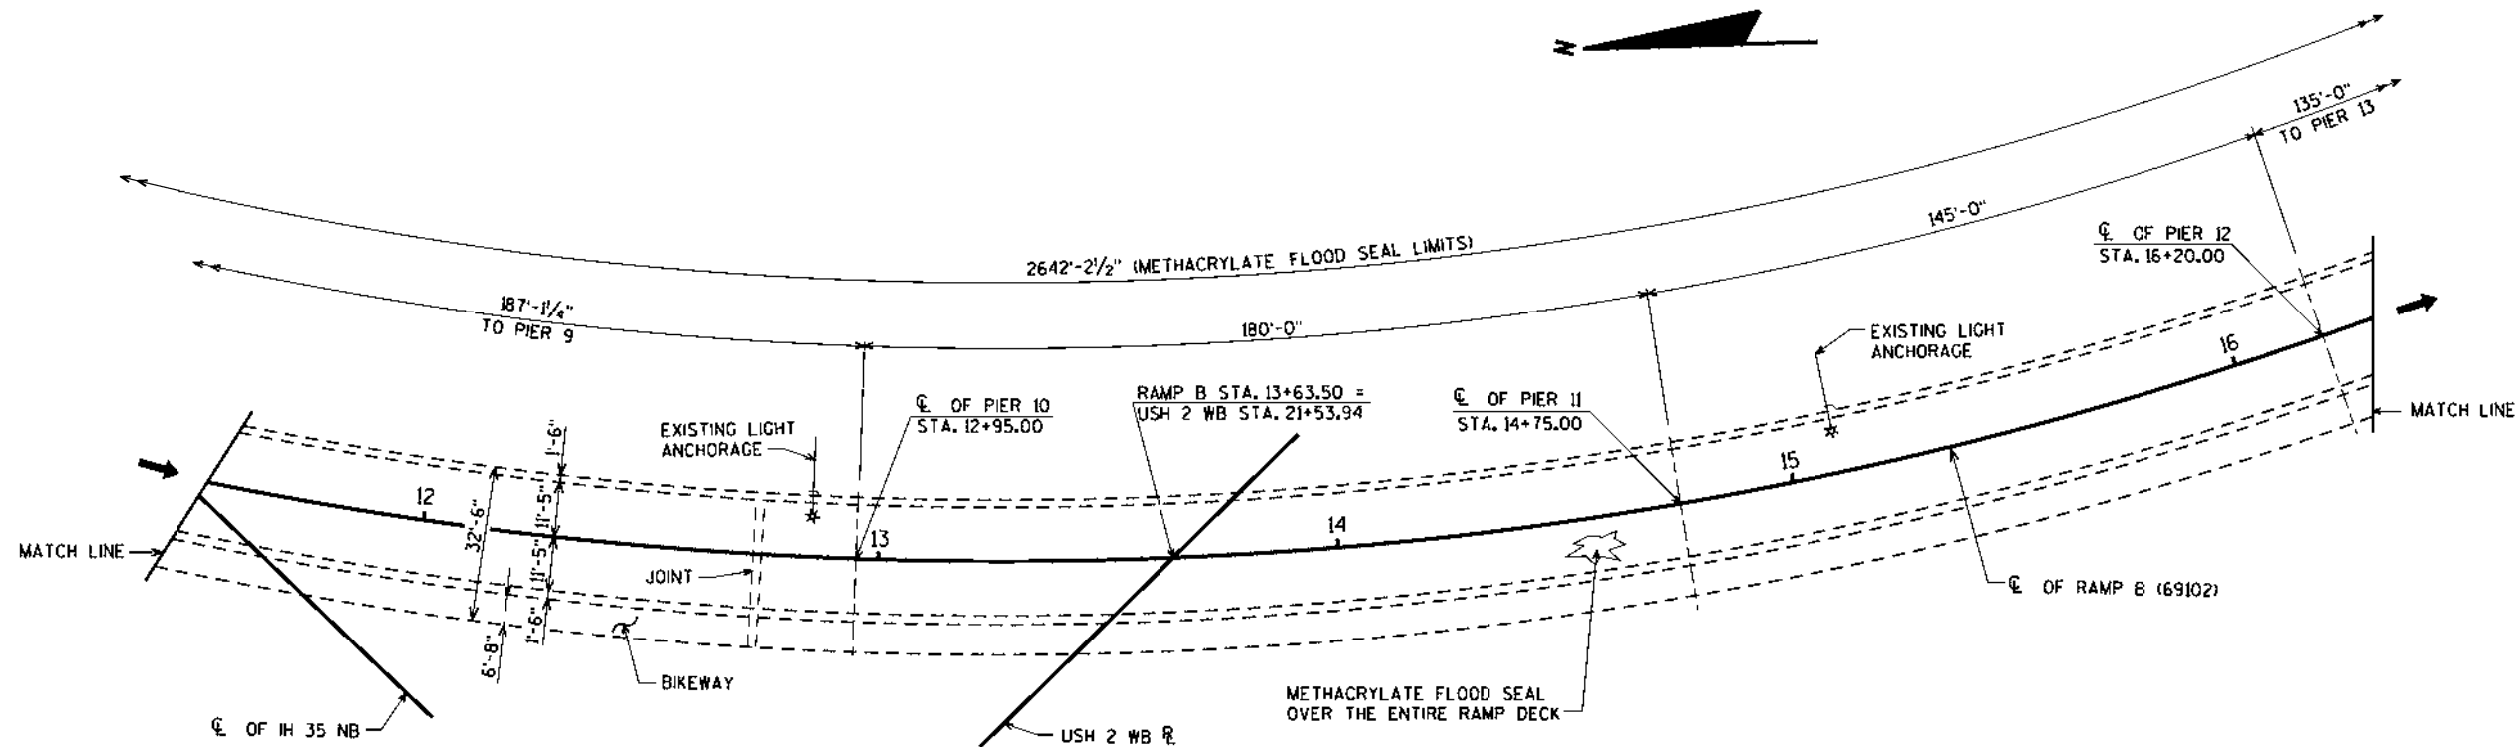 N
135'-0"
TO PIER 13
2642'-2 1/2" (METHACRYLATE FLOOD SEAL LIMITS)
145'-0"
℄ OF PIER 12
STA. 16+20.00
187'-1 1/4"
TO PIER 9
180'-0"
EXISTING LIGHT
ANCHORAGE
16
RAMP B STA. 13+63.50 =
USH 2 WB STA. 21+53.94
℄ OF PIER 10
STA. 12+95.00
℄ OF PIER 11
STA. 14+75.00
MATCH LINE
EXISTING LIGHT
ANCHORAGE
1'-6"
11'-5"
32'-6"
11'-5"
1'-6"
6'-8"
12
13
14
15
MATCH LINE
JOINT
℄ OF RAMP B (69102)
BIKEWAY
METHACRYLATE FLOOD SEAL
OVER THE ENTIRE RAMP DECK
℄ OF IH 35 NB
USH 2 WB RL